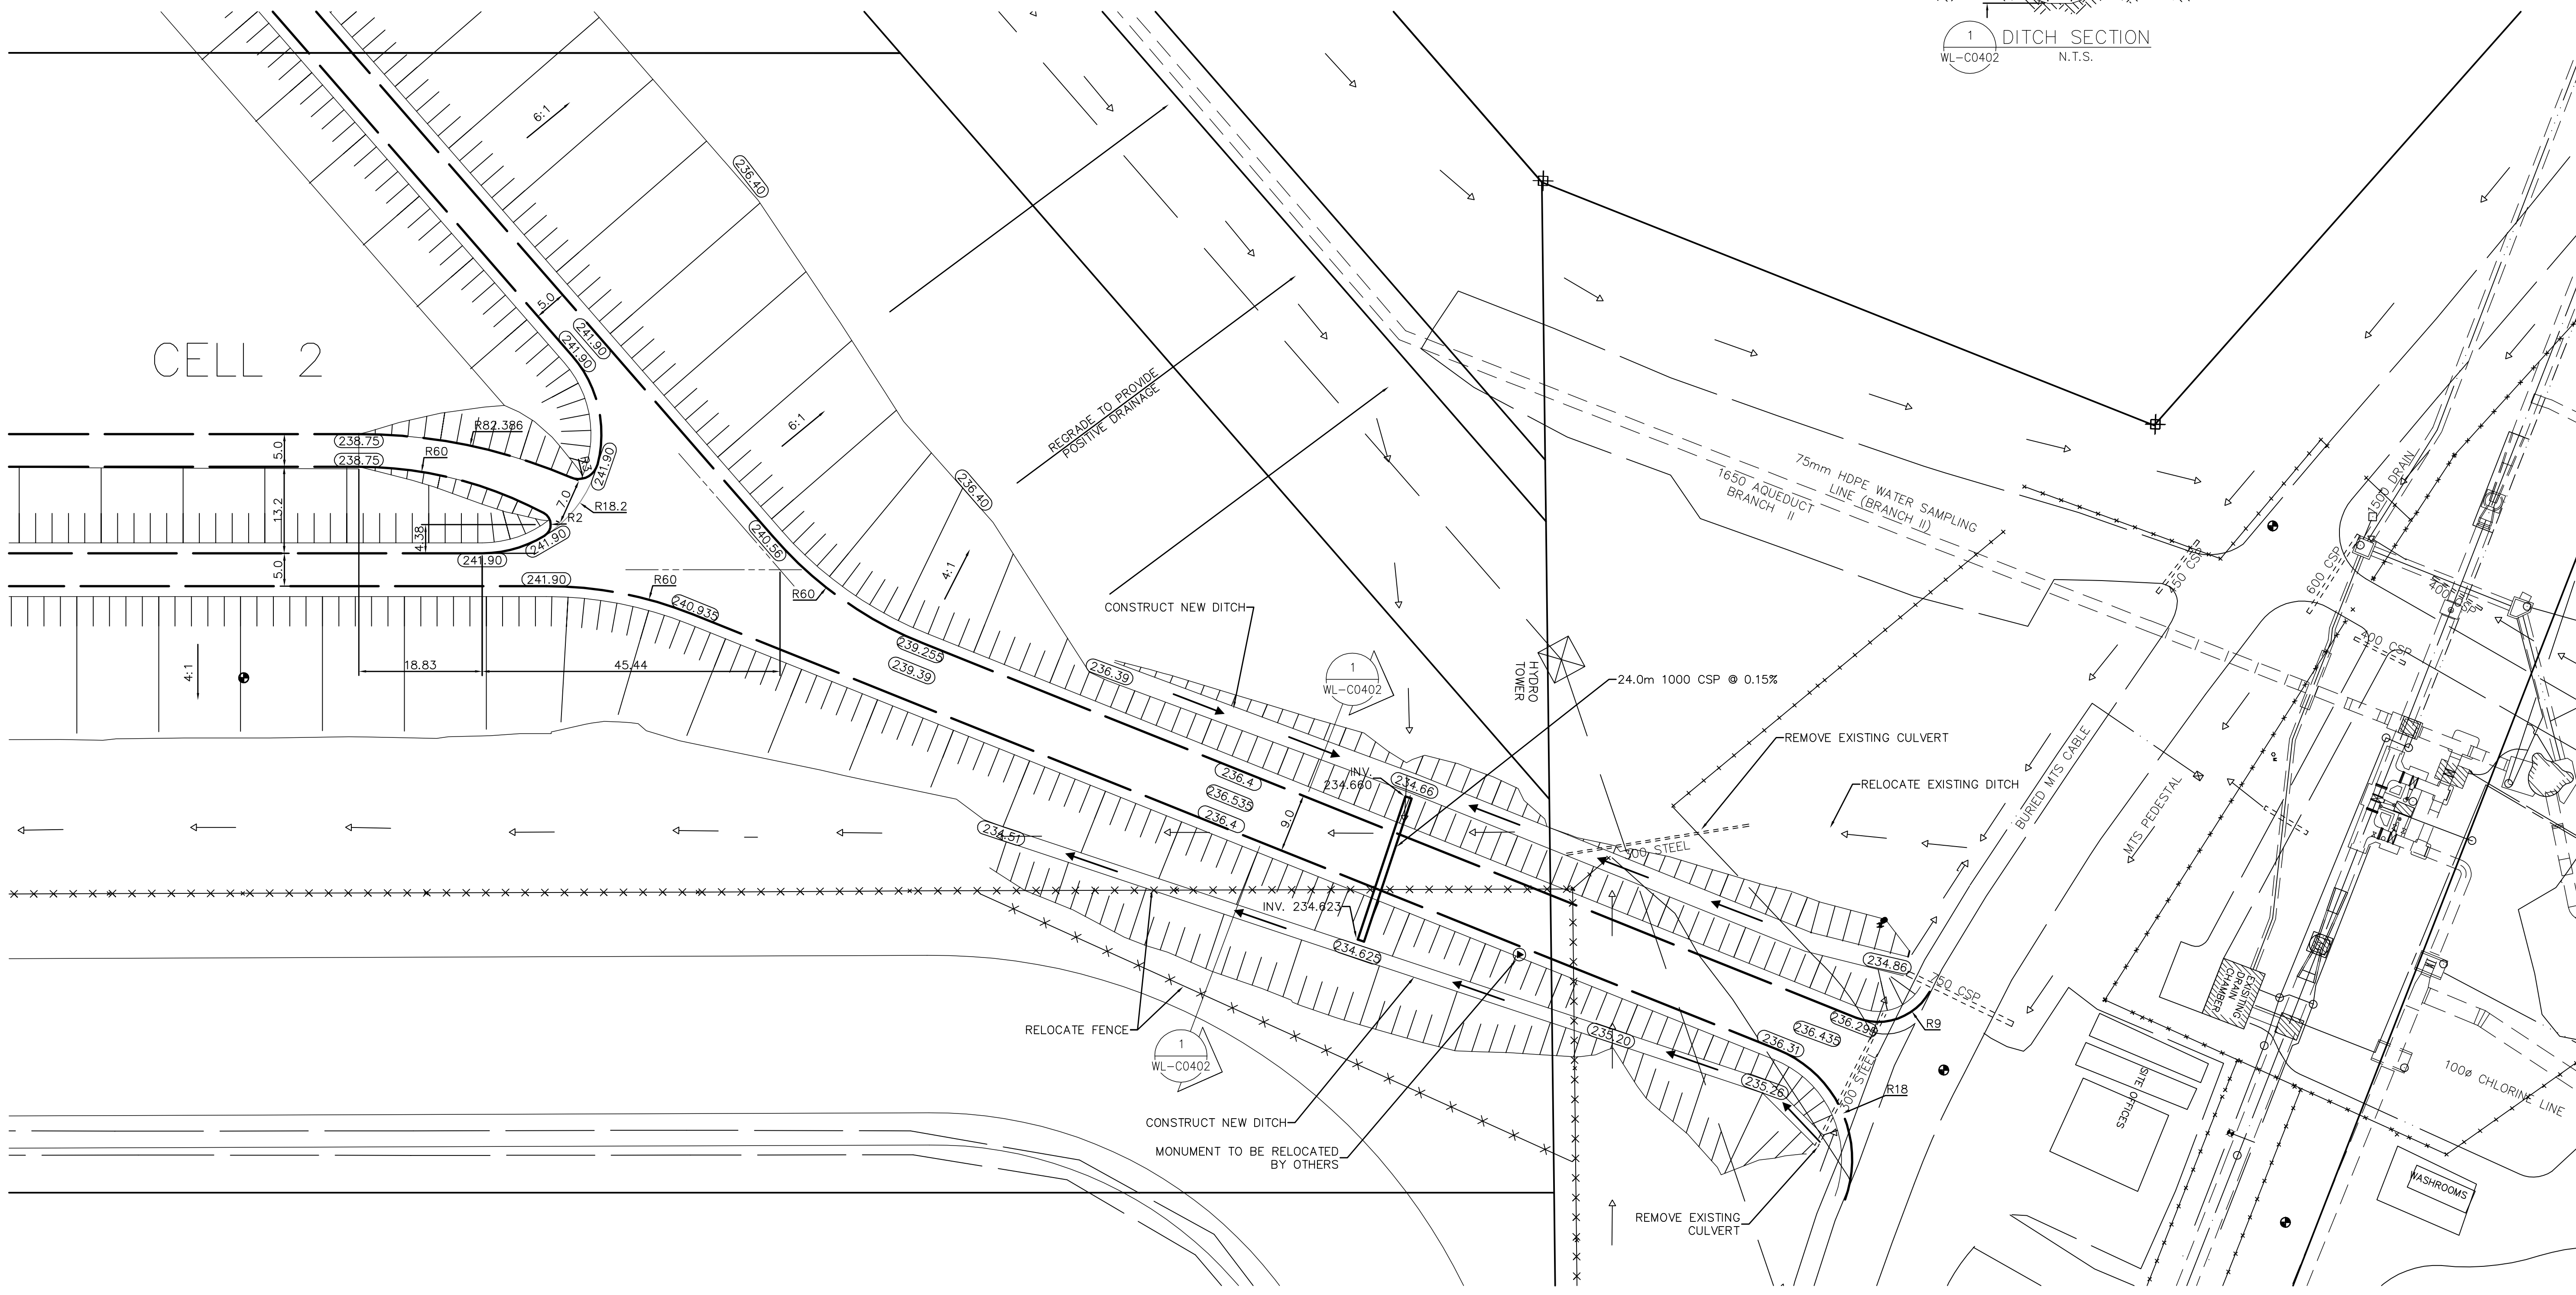 1
WL-C0402
DITCH SECTION
N.T.S.
6:1
236.40
5.0
241.90
241.90
CELL 2
6:1
REGRADE TO PROVIDE
POSITIVE DRAINAGE
238.75
R82.386
5.0
R60
238.75
241.90
236.40
13.2
7.0
R18.2
R2
4.38
241.90
241.90
5.0
241.90
R60
240.56
R60
240.935
4:1
4:1
18.83
45.44
239.255
239.39
75mm HDPE WATER SAMPLING
LINE (BRANCH II)
1650 AQUEDUCT
BRANCH II
1500 DRAIN
600 CSP
450 CSP
400 CSP
400 CSP
CONSTRUCT NEW DITCH
236.39
1
WL-C0402
HYDRO
TOWER
24.0m 1000 CSP @ 0.15%
REMOVE EXISTING CULVERT
RELOCATE EXISTING DITCH
BURIED MTS CABLE
MTS PEDESTAL
236.4
236.535
236.4
INV.
234.660
234.66
9.0
234.51
300 STEEL
INV. 234.623
234.625
234.86
750 CSP
EXISITING
DRAIN
CHAMBER
RELOCATE FENCE
1
WL-C0402
235.20
236.31
236.435
236.299
R9
235.26
300 STEEL
R18
SITE OFFICES
100ø CHLORINE LINE
CONSTRUCT NEW DITCH
MONUMENT TO BE RELOCATED
BY OTHERS
REMOVE EXISTING
CULVERT
WASHROOMS